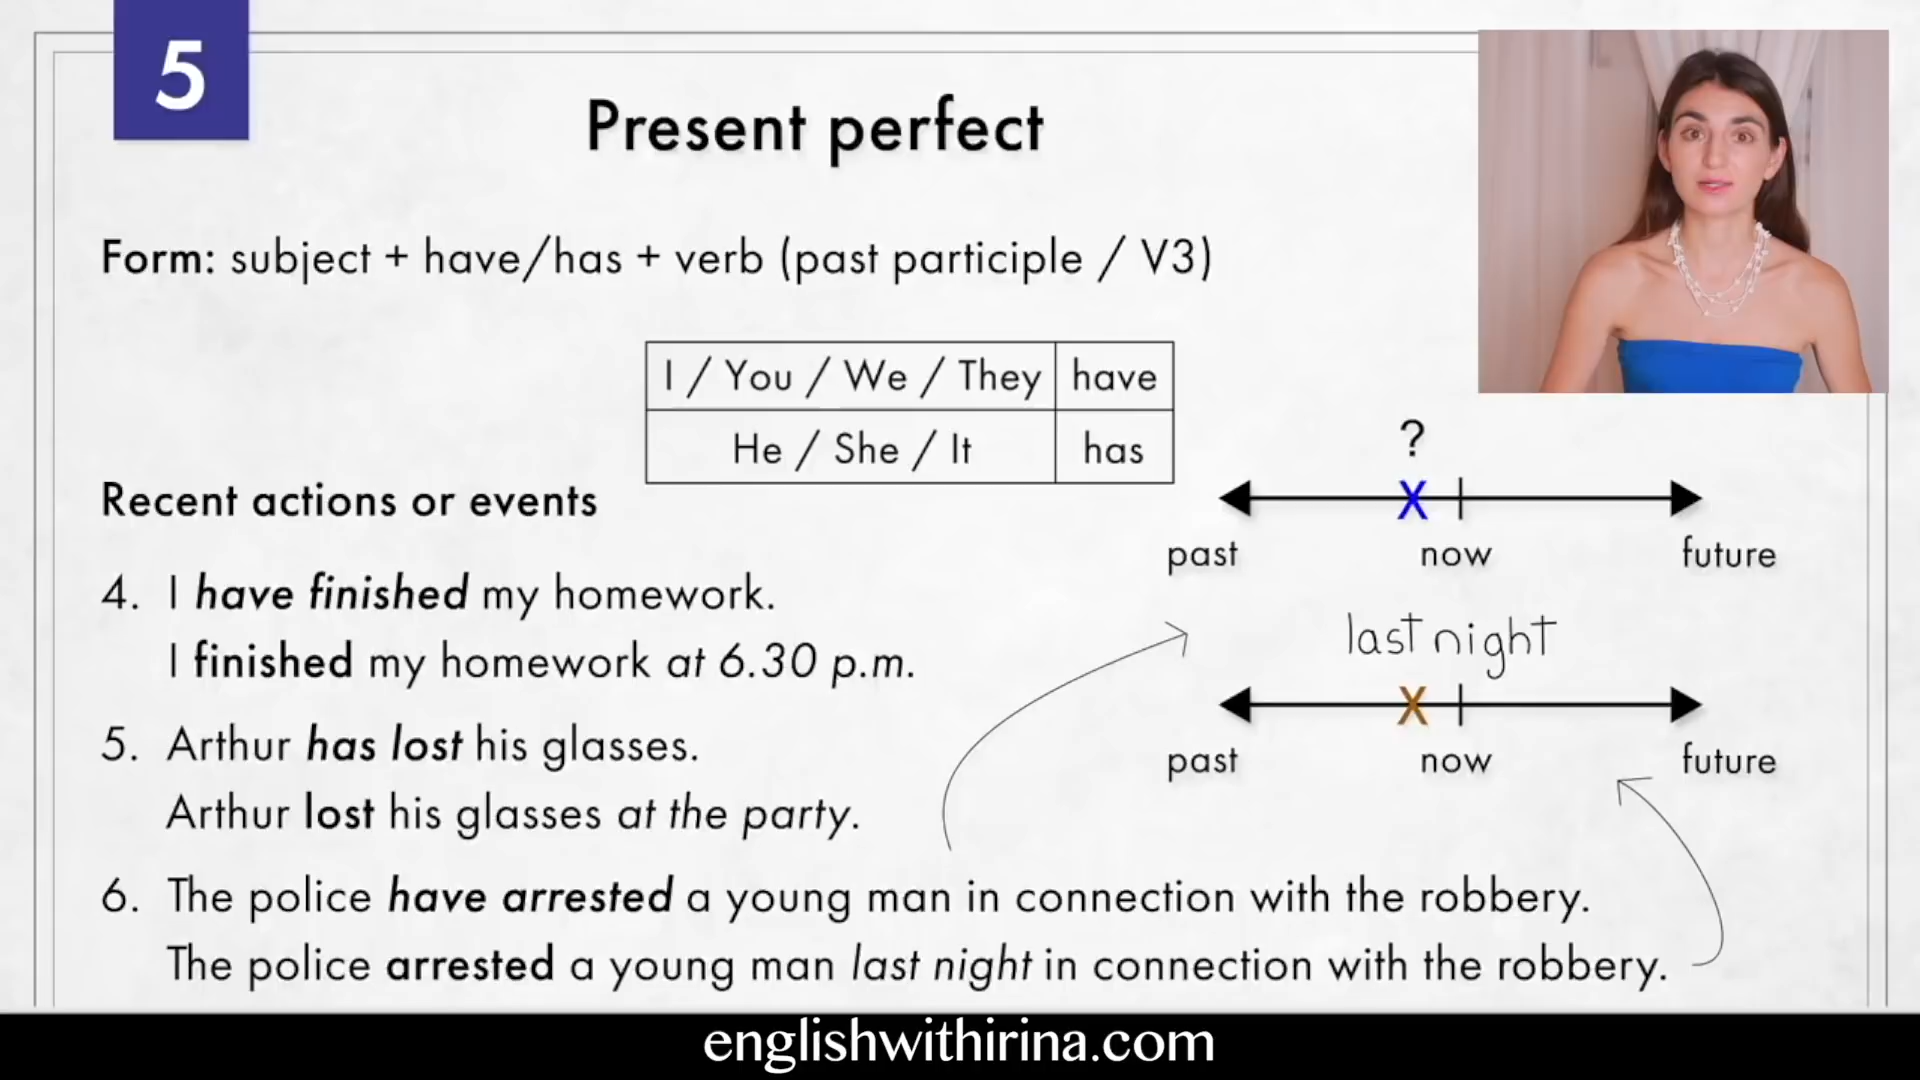 5
Present perfect
Form: subject + have/has + verb (past participle / V3)
I / You / We / They have
He / She / It has
Recent actions or events
4. I have finished my homework.
I finished my homework at 6.30 p.m.
5. Arthur has lost his glasses.
Arthur lost his glasses at the party.
6. The police have arrested a young man in connection with the robbery.
The police arrested a young man last night in connection with the robbery.
?
X
past now future
last night
X
past now future
englishwithirina.com